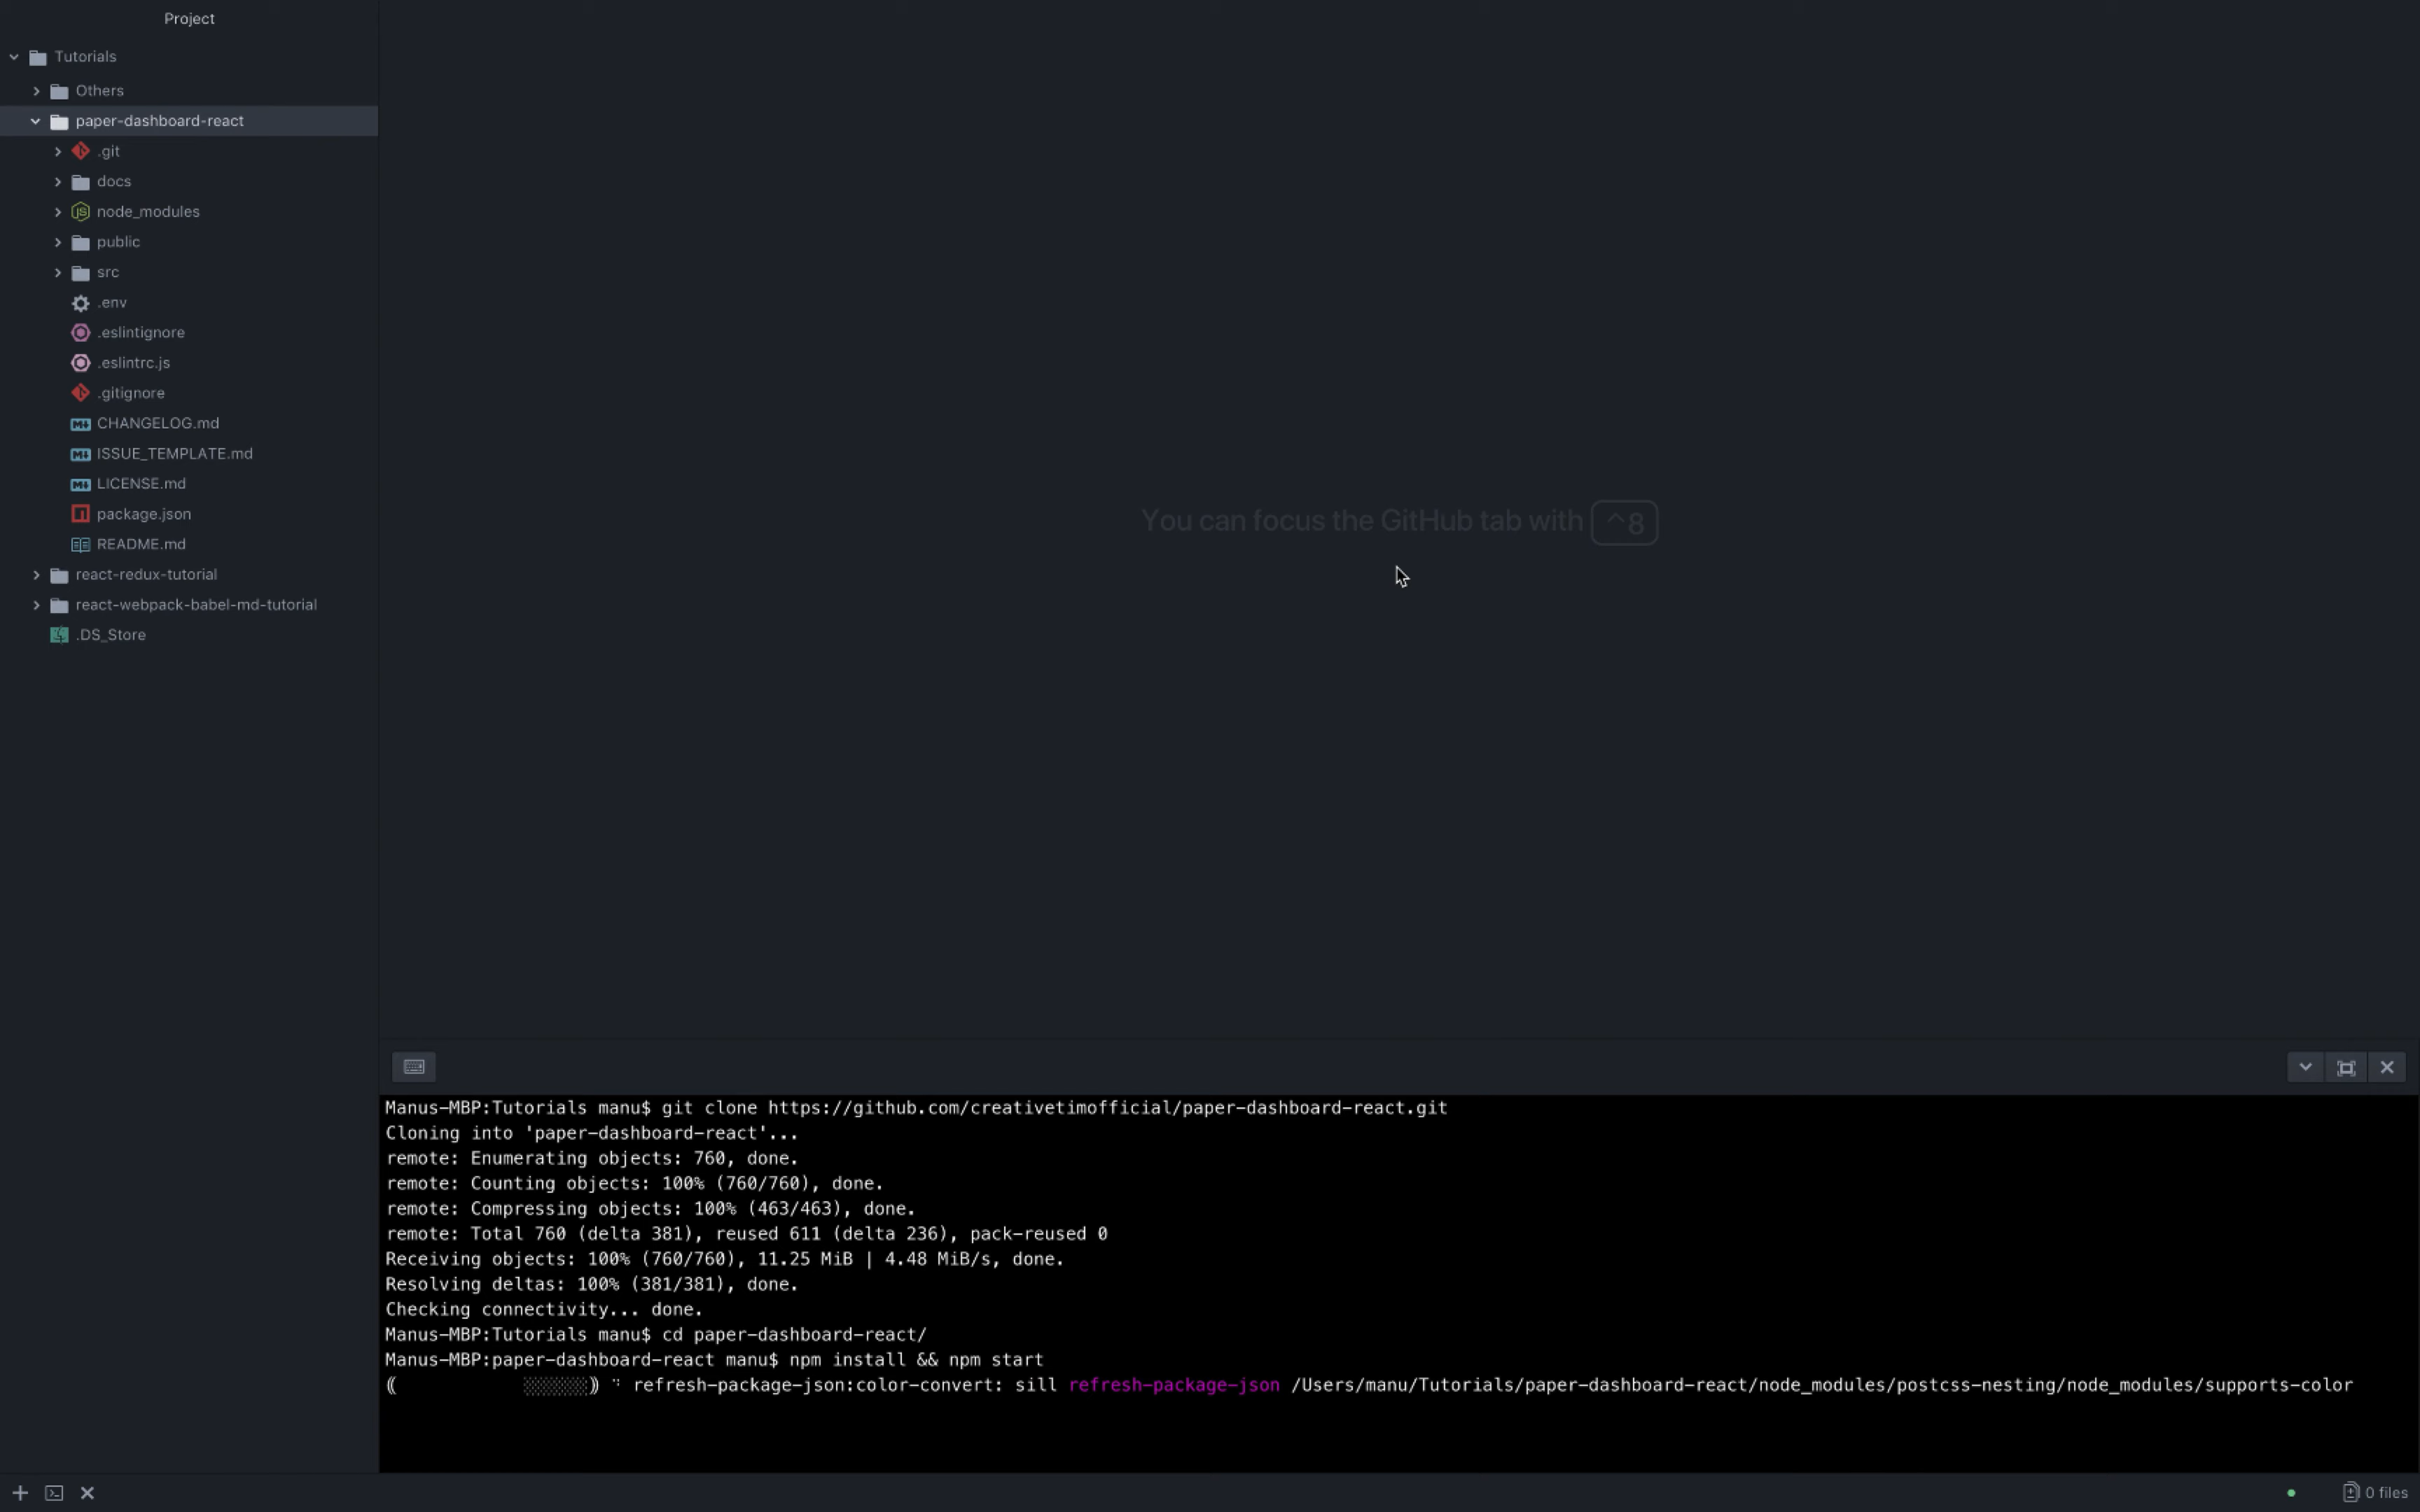 Project
Tutorials
Others
paper-dashboard-react
.git
docs
node_modules
public
src
.env
.eslintignore
.eslintrc.js
.gitignore
CHANGELOG.md
ISSUE_TEMPLATE.md
LICENSE.md
package.json
README.md
react-redux-tutorial
react-webpack-babel-md-tutorial
.DS_Store
You can focus the GitHub tab with ^8
Manus-MBP:Tutorials manu$ git clone https://github.com/creativetimofficial/paper-dashboard-react.git
Cloning into 'paper-dashboard-react'...
remote: Enumerating objects: 760, done.
remote: Counting objects: 100% (760/760), done.
remote: Compressing objects: 100% (463/463), done.
remote: Total 760 (delta 381), reused 611 (delta 236), pack-reused 0
Receiving objects: 100% (760/760), 11.25 MiB | 4.48 MiB/s, done.
Resolving deltas: 100% (381/381), done.
Checking connectivity... done.
Manus-MBP:Tutorials manu$ cd paper-dashboard-react/
Manus-MBP:paper-dashboard-react manu$ npm install && npm start
⸨            ░░░░░░⸩ ⠙ refresh-package-json:color-convert: sill refresh-package-json /Users/manu/Tutorials/paper-dashboard-react/node_modules/postcss-nesting/node_modules/supports-color
0 files